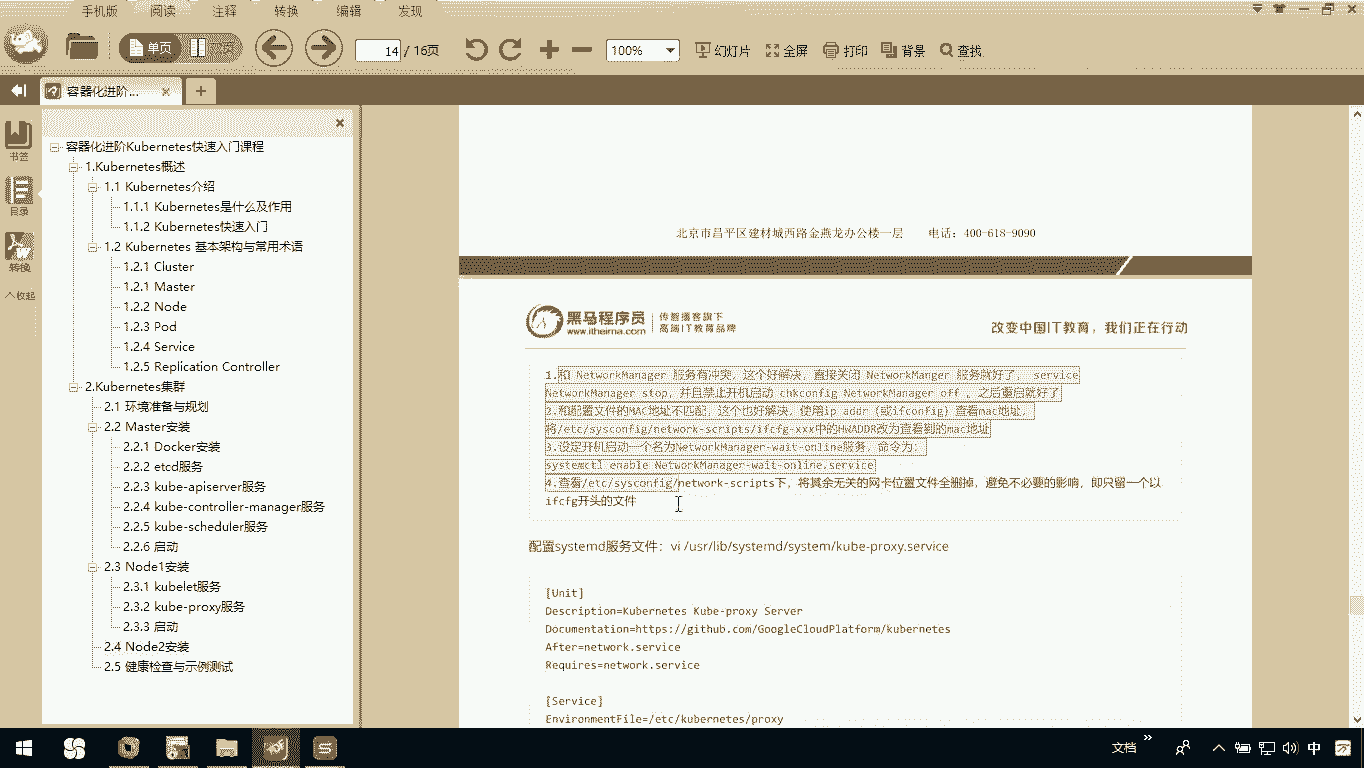 手机版 阅读 注释 转换 编辑 发现
单页 14 / 16页 100% 幻灯片 全屏 打印 背景 查找
容器化进阶...
书签
目录
转换
收起
容器化进阶Kubernetes快速入门课程
1.Kubernetes概述
1.1 Kubernetes介绍
1.1.1 Kubernetes是什么及作用
1.1.2 Kubernetes快速入门
1.2 Kubernetes 基本架构与常用术语
1.2.1 Cluster
1.2.1 Master
1.2.2 Node
1.2.3 Pod
1.2.4 Service
1.2.5 Replication Controller
2.Kubernetes集群
2.1 环境准备与规划
2.2 Master安装
2.2.1 Docker安装
2.2.2 etcd服务
2.2.3 kube-apiserver服务
2.2.4 kube-controller-manager服务
2.2.5 kube-scheduler服务
2.2.6 启动
2.3 Node1安装
2.3.1 kubelet服务
2.3.2 kube-proxy服务
2.3.3 启动
2.4 Node2安装
2.5 健康检查与示例测试
北京市昌平区建材城西路金燕龙办公楼一层 电话：400-618-9090
黑马程序员 传智播客旗下
www.itheima.com 高端IT教育品牌
改变中国IT教育，我们正在行动
1.和 NetworkManager 服务有冲突，这个好解决，直接关闭 NetworkManger 服务就好了， service
NetworkManager stop，并且禁止开机启动 chkconfig NetworkManager off 。之后重启就好了
2.和配置文件的MAC地址不匹配，这个也好解决，使用ip addr（或ifconfig）查看mac地址，
将/etc/sysconfig/network-scripts/ifcfg-xxx中的HWADDR改为查看到的mac地址
3.设定开机启动一个名为NetworkManager-wait-online服务，命令为：
systemctl enable NetworkManager-wait-online.service
4.查看/etc/sysconfig/network-scripts下，将其余无关的网卡位置文件全删掉，避免不必要的影响，即只留一个以
ifcfg开头的文件
配置systemd服务文件：vi /usr/lib/systemd/system/kube-proxy.service
[Unit]
Description=Kubernetes Kube-proxy Server
Documentation=https://github.com/GoogleCloudPlatform/kubernetes
After=network.service
Requires=network.service
[Service]
EnvironmentFile=/etc/kubernetes/proxy
文档 中